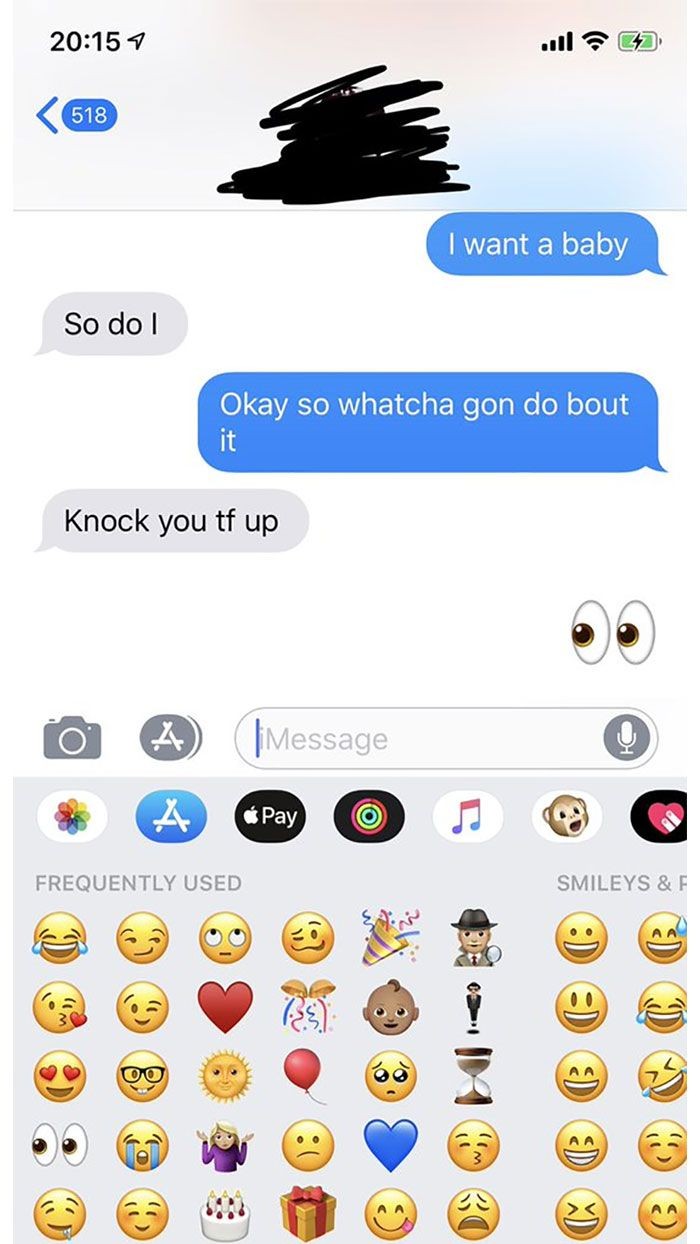 20:15
518
I want a baby
So do I
Okay so whatcha gon do bout
it
Knock you tf up
iMessage
Pay
FREQUENTLY USED
SMILEYS & P